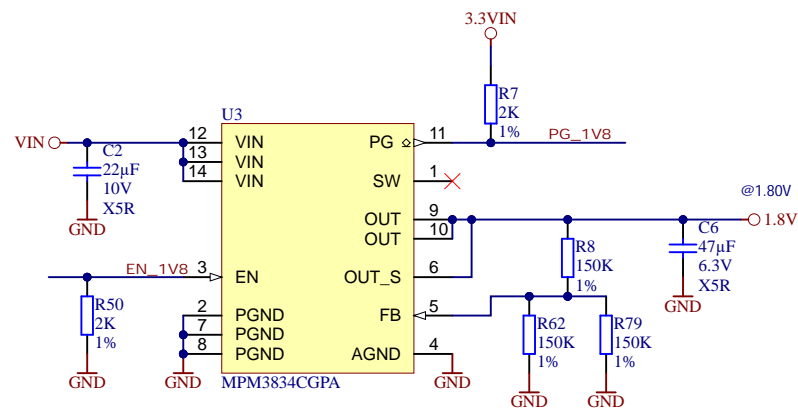 3.3VIN
R7
2K
1%
PG_1V8
U3
VIN
C2
22µF
10V
X5R
GND
12
VIN
13
VIN
14
VIN
PG
11
SW
1
OUT
9
OUT
10
@1.80V
1.8V
R8
150K
1%
C6
47µF
6.3V
X5R
GND
EN_1V8
3
EN
OUT_S
6
R50
2K
1%
GND
2
PGND
7
PGND
8
PGND
GND
FB
5
AGND
4
GND
R62
150K
1%
GND
R79
150K
1%
GND
MPM3834CGPA